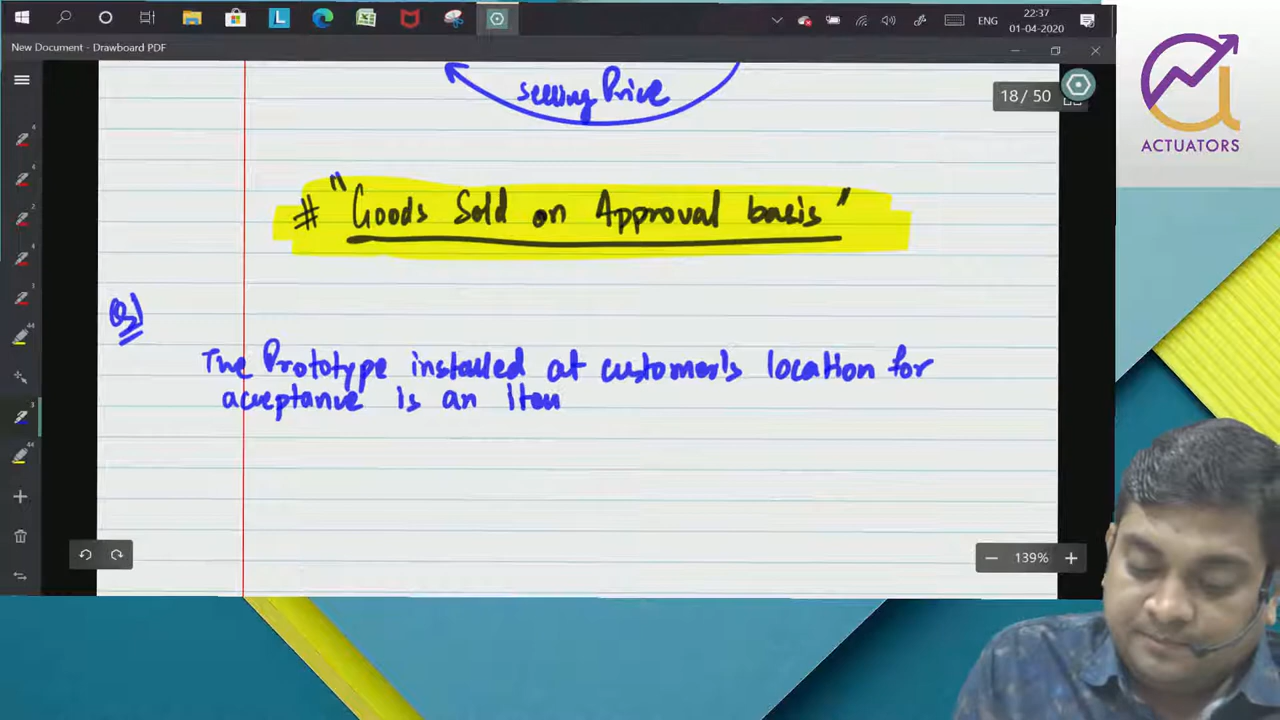 22:37
ENG
01-04-2020
New Document - Drawboard PDF
selling Price
18 / 50
ACTUATORS
# "Goods Sold on Approval basis"
Q2)
The Prototype installed at customer's location for
acceptance is an Item
139%